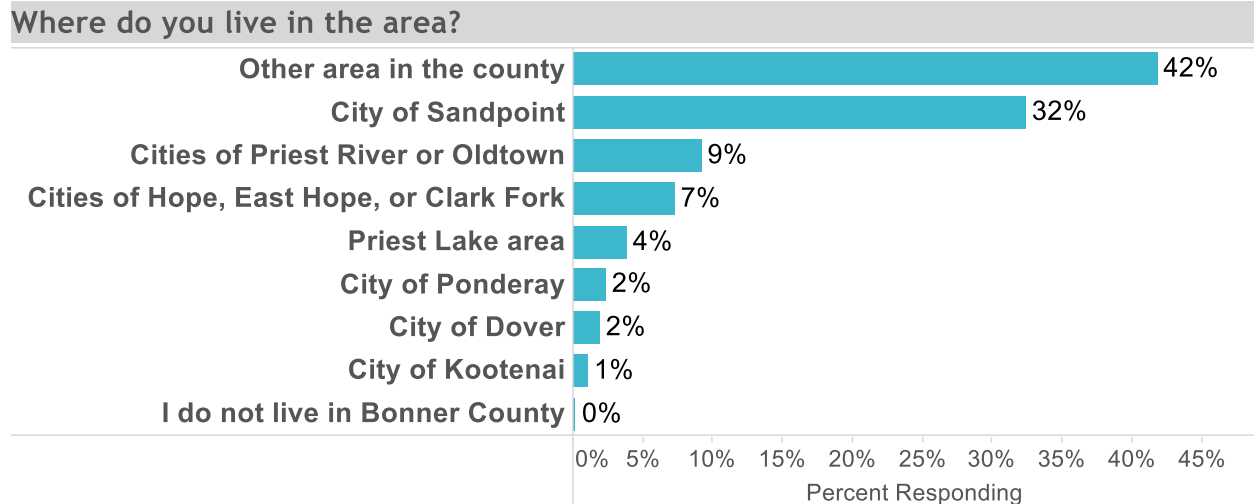 Where do you live in the area?
Other area in the county 42%
City of Sandpoint 32%
Cities of Priest River or Oldtown 9%
Cities of Hope, East Hope, or Clark Fork 7%
Priest Lake area 4%
City of Ponderay 2%
City of Dover 2%
City of Kootenai 1%
I do not live in Bonner County 0%
0% 5% 10% 15% 20% 25% 30% 35% 40% 45%
Percent Responding